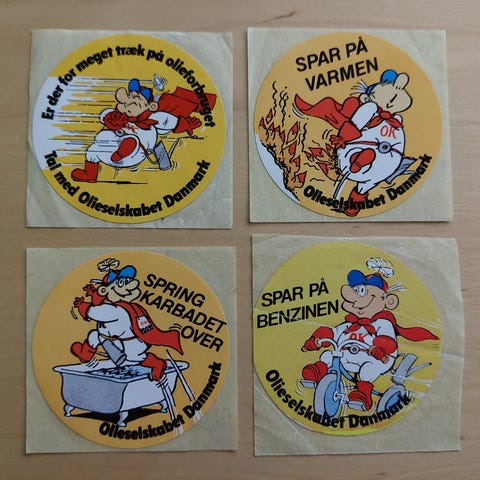 Er der for meget træk på olieforbruget
OK
Tal med Olieselskabet Danmark
SPAR PÅ
VARMEN
OK
Olieselskabet Danmark
SPRING
KARBADET
OVER
Olieselskabet Danmark
SPAR PÅ
BENZINEN
OK
Olieselskabet Danmark